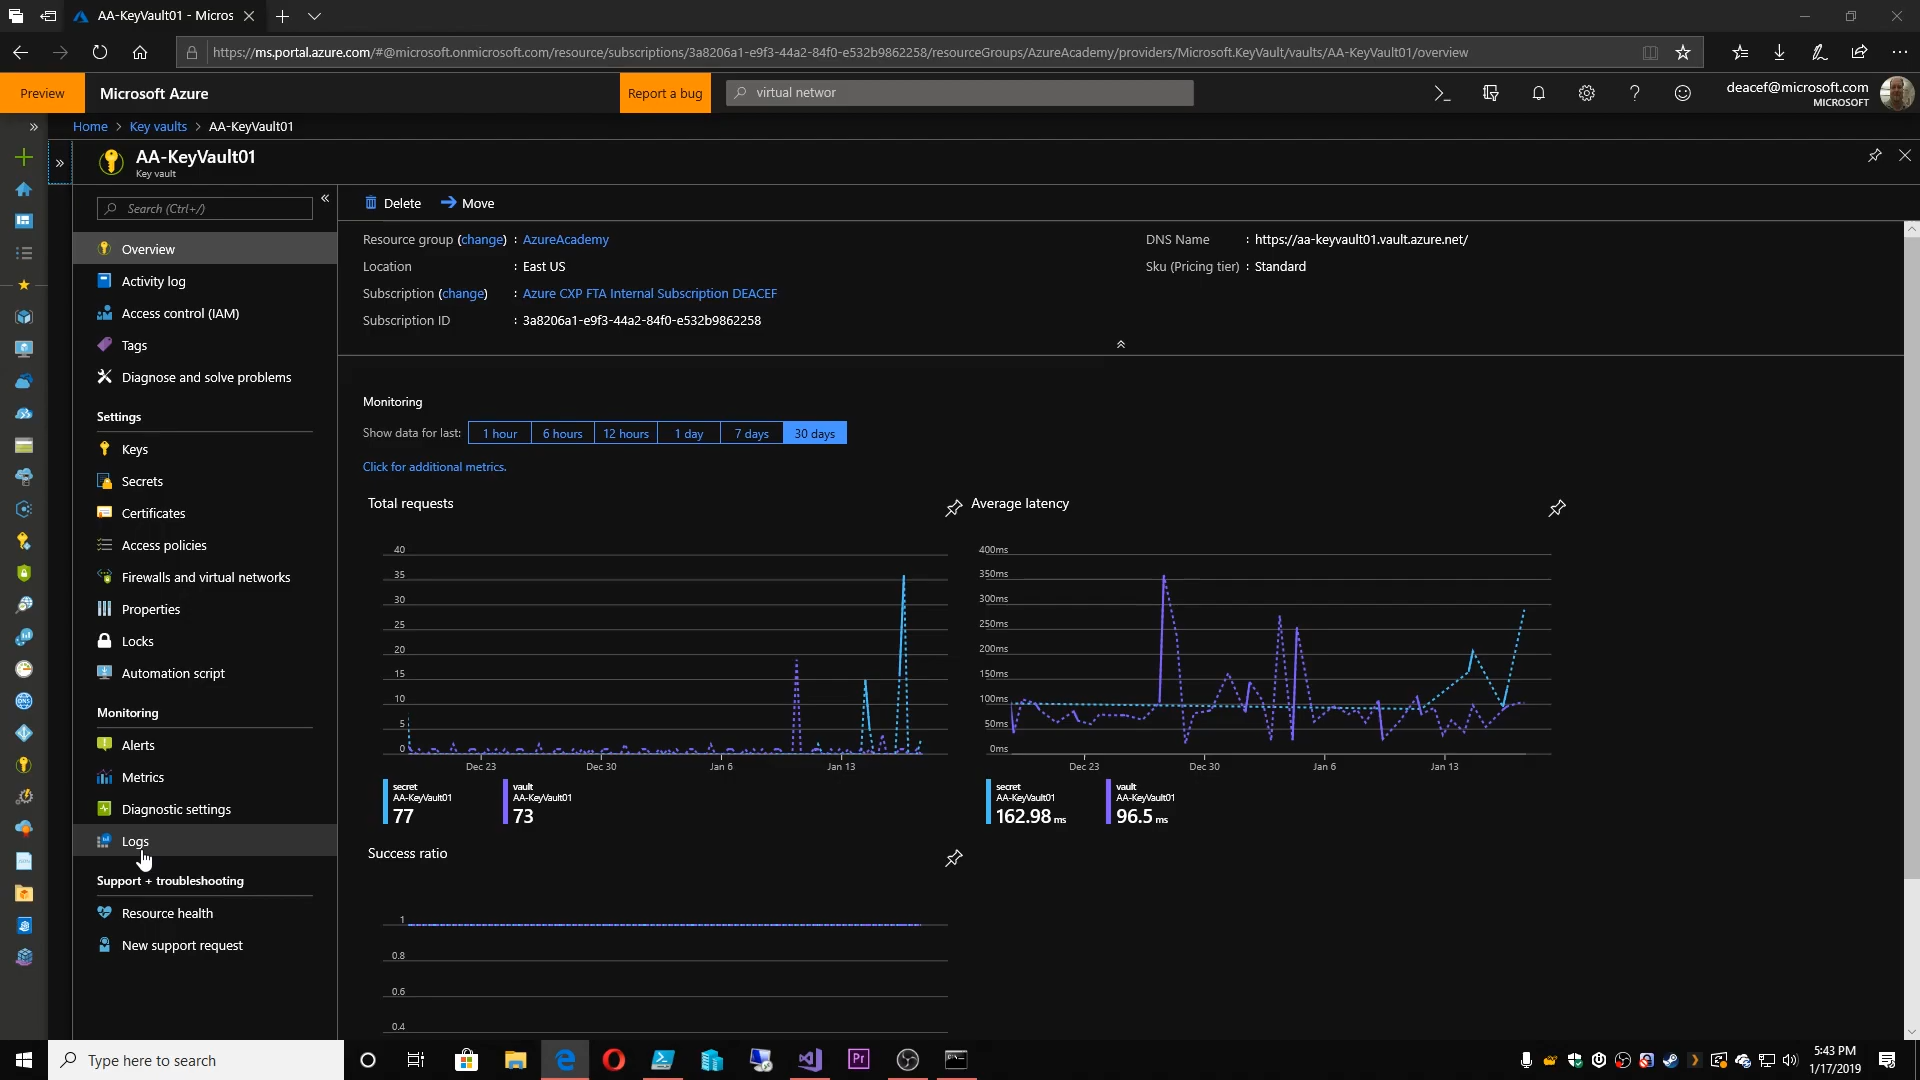 AA-KeyVault01 - Micros
https://ms.portal.azure.com/#@microsoft.onmicrosoft.com/resource/subscriptions/3a8206a1-e9f3-44a2-84f0-e532b9862258/resourceGroups/AzureAcademy/providers/Microsoft.KeyVault/vaults/AA-KeyVault01/overview
Preview
Microsoft Azure
Report a bug
virtual networ
deacef@microsoft.com
MICROSOFT
Home > Key vaults > AA-KeyVault01
AA-KeyVault01
Key vault
Search (Ctrl+/)
Overview
Activity log
Access control (IAM)
Tags
Diagnose and solve problems
Settings
Keys
Secrets
Certificates
Access policies
Firewalls and virtual networks
Properties
Locks
Automation script
Monitoring
Alerts
Metrics
Diagnostic settings
Logs
Support + troubleshooting
Resource health
New support request
Delete
Move
Resource group (change) : AzureAcademy
Location : East US
Subscription (change) : Azure CXP FTA Internal Subscription DEACEF
Subscription ID : 3a8206a1-e9f3-44a2-84f0-e532b9862258
DNS Name : https://aa-keyvault01.vault.azure.net/
Sku (Pricing tier) : Standard
Monitoring
Show data for last: 1 hour 6 hours 12 hours 1 day 7 days 30 days
Click for additional metrics.
Total requests
40
35
30
25
20
15
10
5
0
Dec 23 Dec 30 Jan 6 Jan 13
secret
AA-KeyVault01
77
vault
AA-KeyVault01
73
Average latency
400ms
350ms
300ms
250ms
200ms
150ms
100ms
50ms
0ms
Dec 23 Dec 30 Jan 6 Jan 13
secret
AA-KeyVault01
162.98 ms
vault
AA-KeyVault01
96.5 ms
Success ratio
1
0.8
0.6
0.4
Type here to search
Pr
5:43 PM
1/17/2019